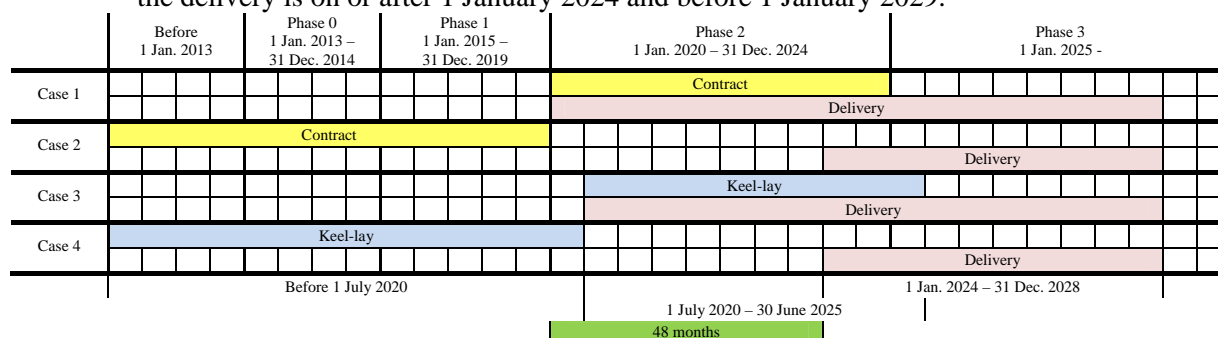 the delivery is on or after 1 January 2024 and before 1 January 2029.
Before
1 Jan. 2013
Phase 0
1 Jan. 2013 –
31 Dec. 2014
Phase 1
1 Jan. 2015 –
31 Dec. 2019
Phase 2
1 Jan. 2020 – 31 Dec. 2024
Phase 3
1 Jan. 2025 -
Case 1
Contract
Delivery
Case 2
Contract
Delivery
Case 3
Keel-lay
Delivery
Case 4
Keel-lay
Delivery
Before 1 July 2020
1 Jan. 2024 – 31 Dec. 2028
1 July 2020 – 30 June 2025
48 months